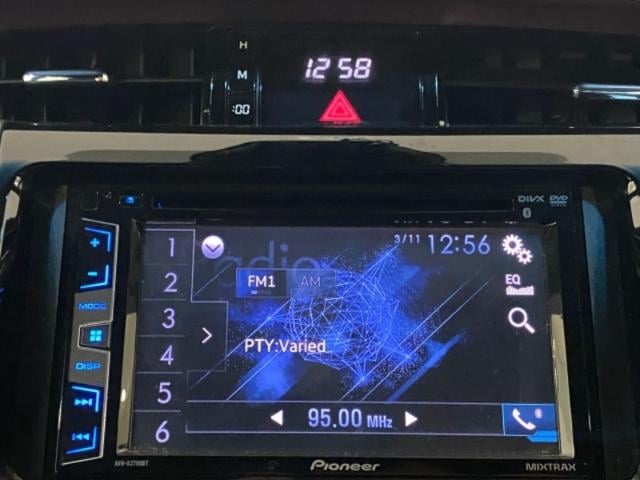 H
M
:00
12 58
DIVX DVD
adio
3/11 12:56
FM1 AM
EQ
PTY:Varied
1
2
3
4
5
6
MODE
DISP
95.00 MHz
Pioneer
MIXTRAX